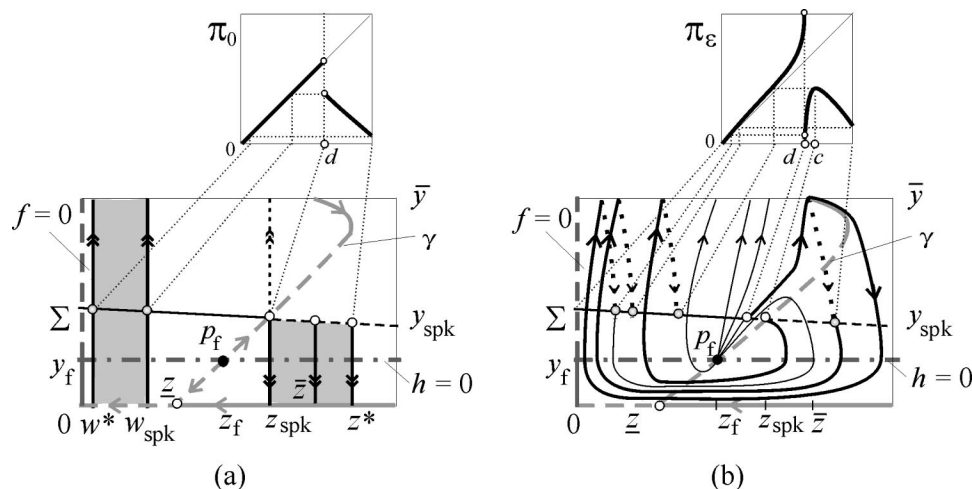 π₀
0
d
f = 0
y̅
γ
Σ
y_spk
p_f
y_f
z̲
z̅
h = 0
0
w*
w_spk
z_f
z_spk
z*
(a)
π_ε
0
d
c
f = 0
y̅
γ
Σ
y_spk
p_f
y_f
h = 0
0
z̲
z_f
z_spk
z̅
(b)